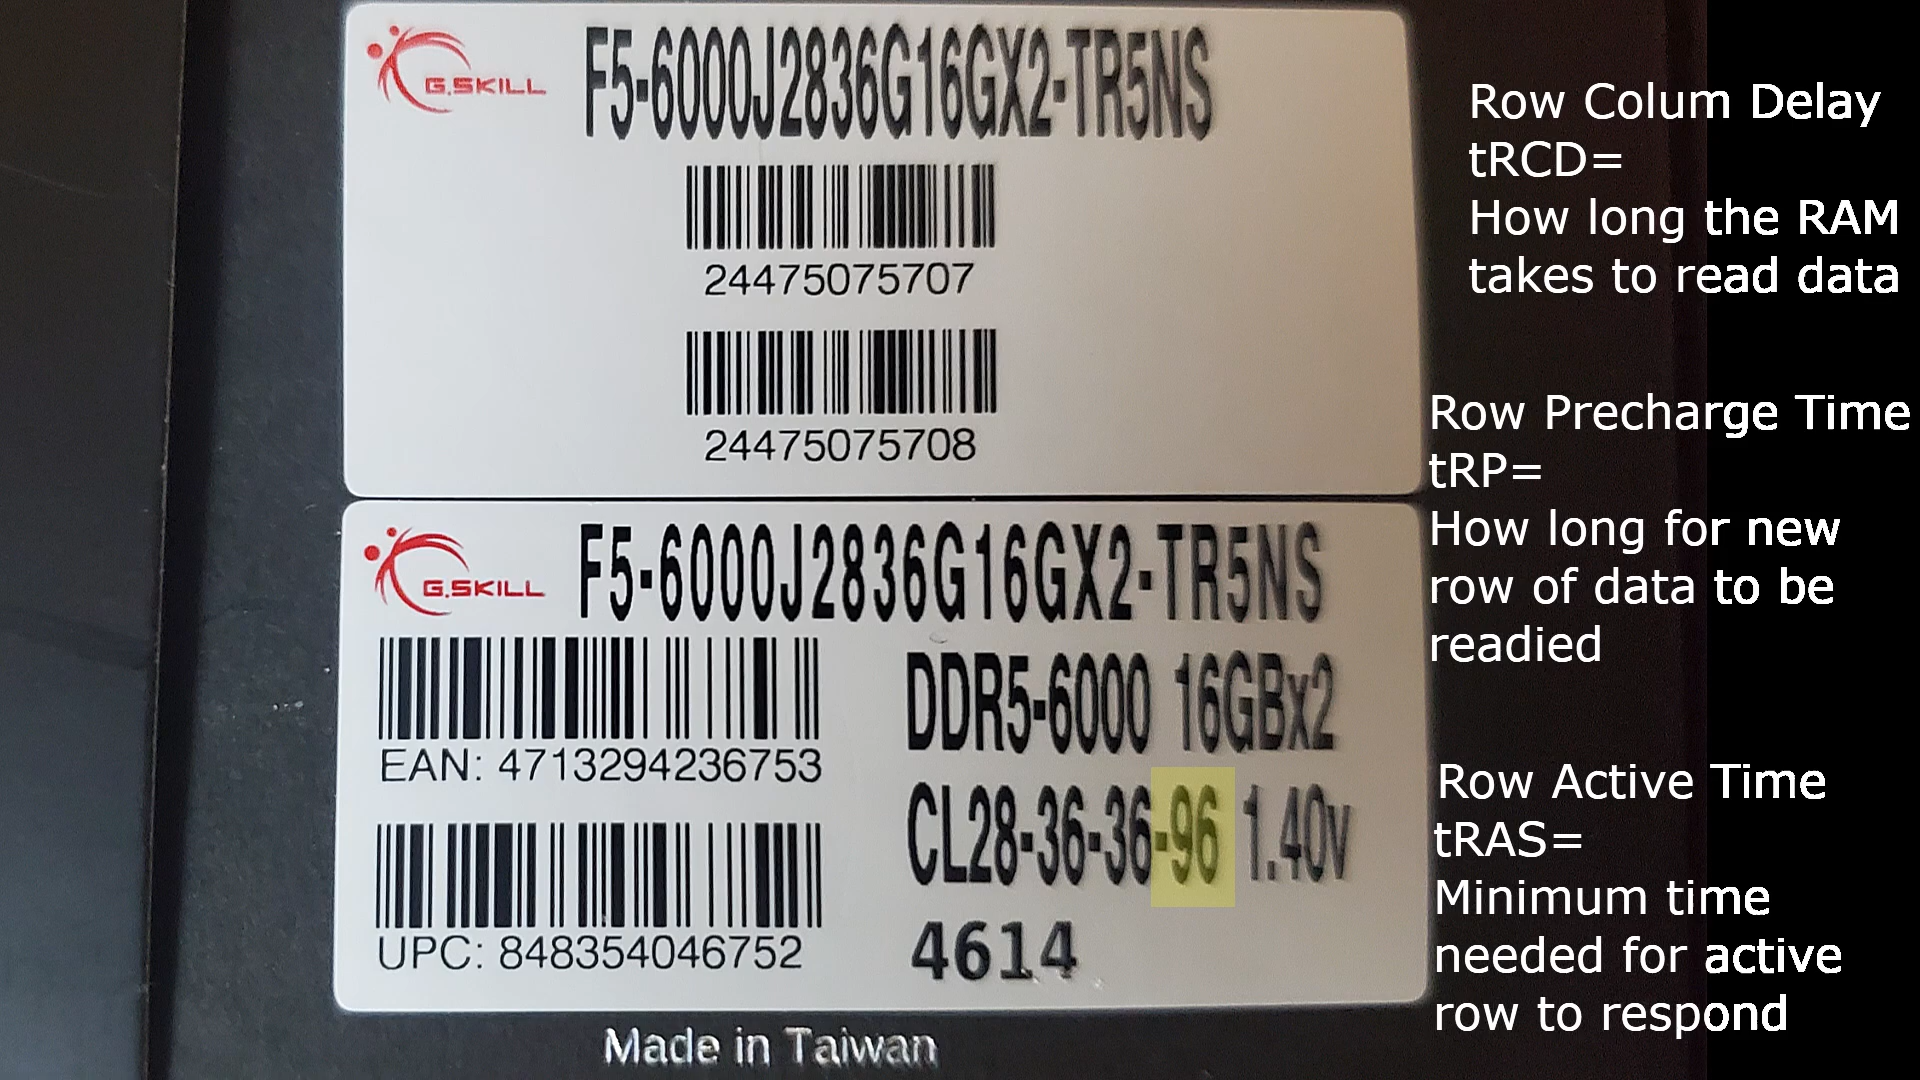 G.SKILL
F5-6000J2836G16GX2-TR5NS
24475075707
24475075708
G.SKILL
F5-6000J2836G16GX2-TR5NS
EAN: 4713294236753
DDR5-6000 16GBx2
CL28-36-36-96 1.40v
UPC: 848354046752
4614
Made in Taiwan
Row Colum Delay
tRCD=
How long the RAM
takes to read data
Row Precharge Time
tRP=
How long for new
row of data to be
readied
Row Active Time
tRAS=
Minimum time
needed for active
row to respond